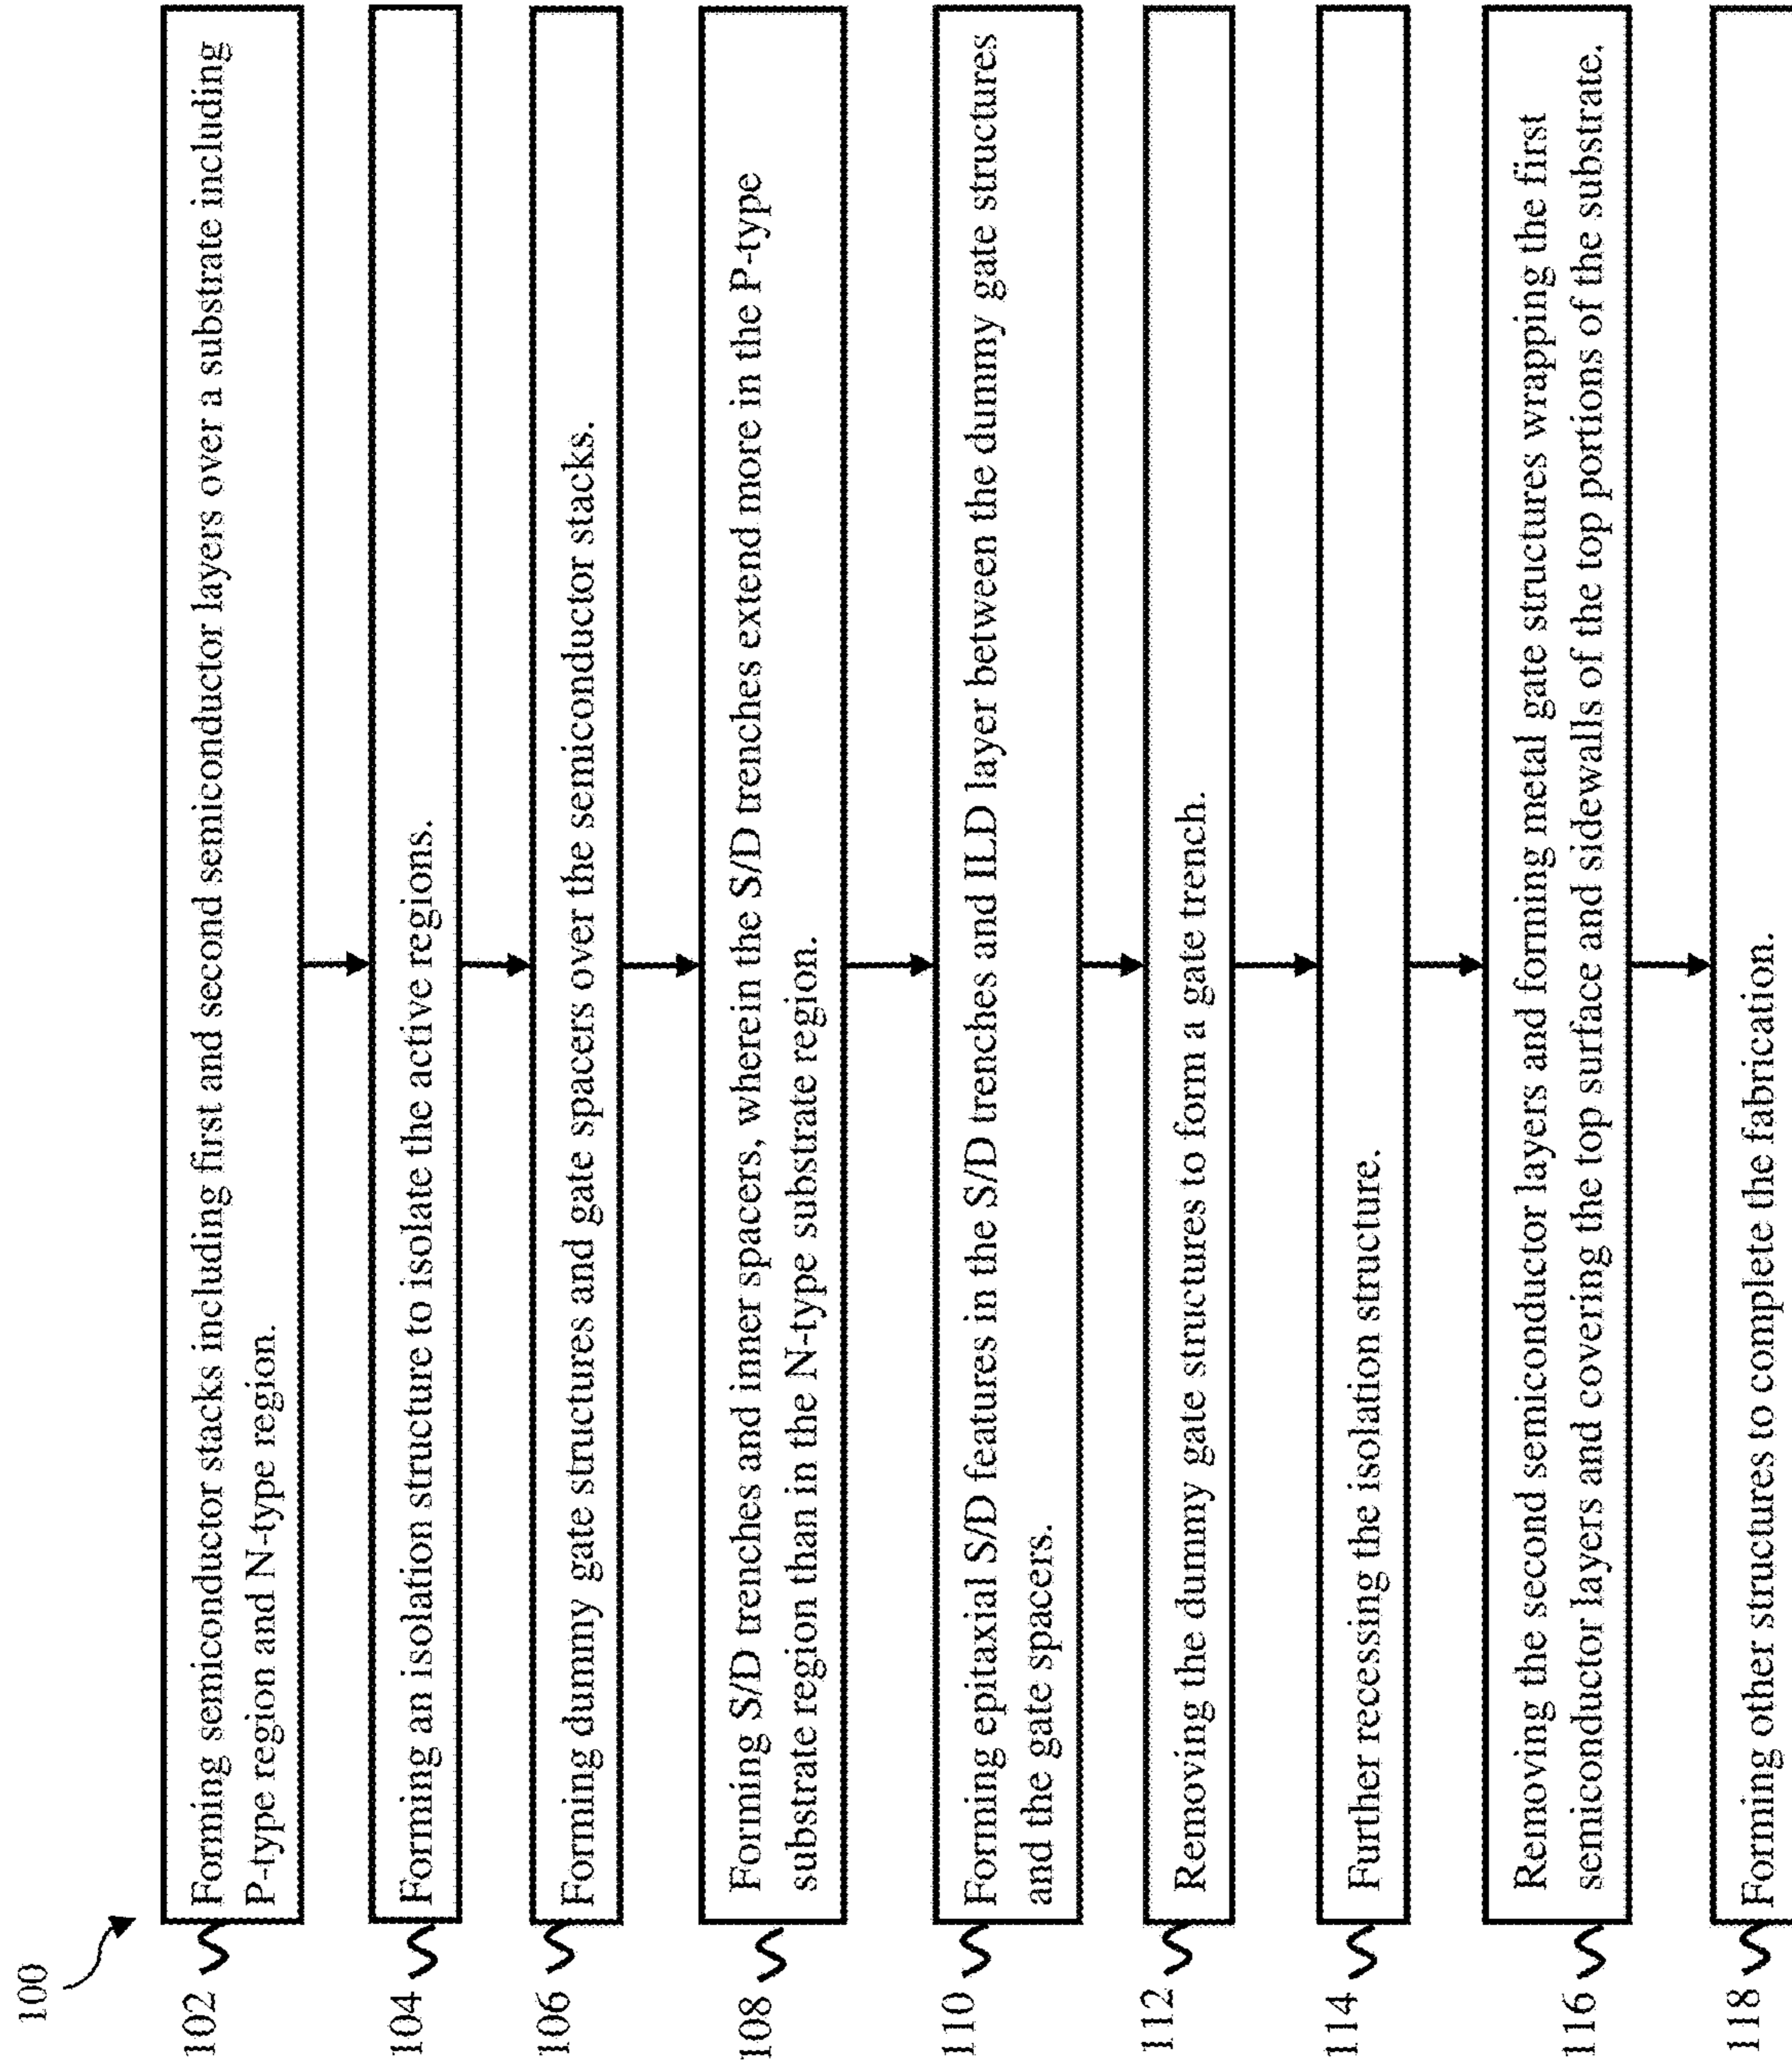 100
102
Forming semiconductor stacks including first and second semiconductor layers over a substrate including
P-type region and N-type region.
104
Forming an isolation structure to isolate the active regions.
106
Forming dummy gate structures and gate spacers over the semiconductor stacks.
108
Forming S/D trenches and inner spacers, wherein the S/D trenches extend more in the P-type
substrate region than in the N-type substrate region.
110
Forming epitaxial S/D features in the S/D trenches and ILD layer between the dummy gate structures
and the gate spacers.
112
Removing the dummy gate structures to form a gate trench.
114
Further recessing the isolation structure.
116
Removing the second semiconductor layers and forming metal gate structures wrapping the first
semiconductor layers and covering the top surface and sidewalls of the top portions of the substrate.
118
Forming other structures to complete the fabrication.